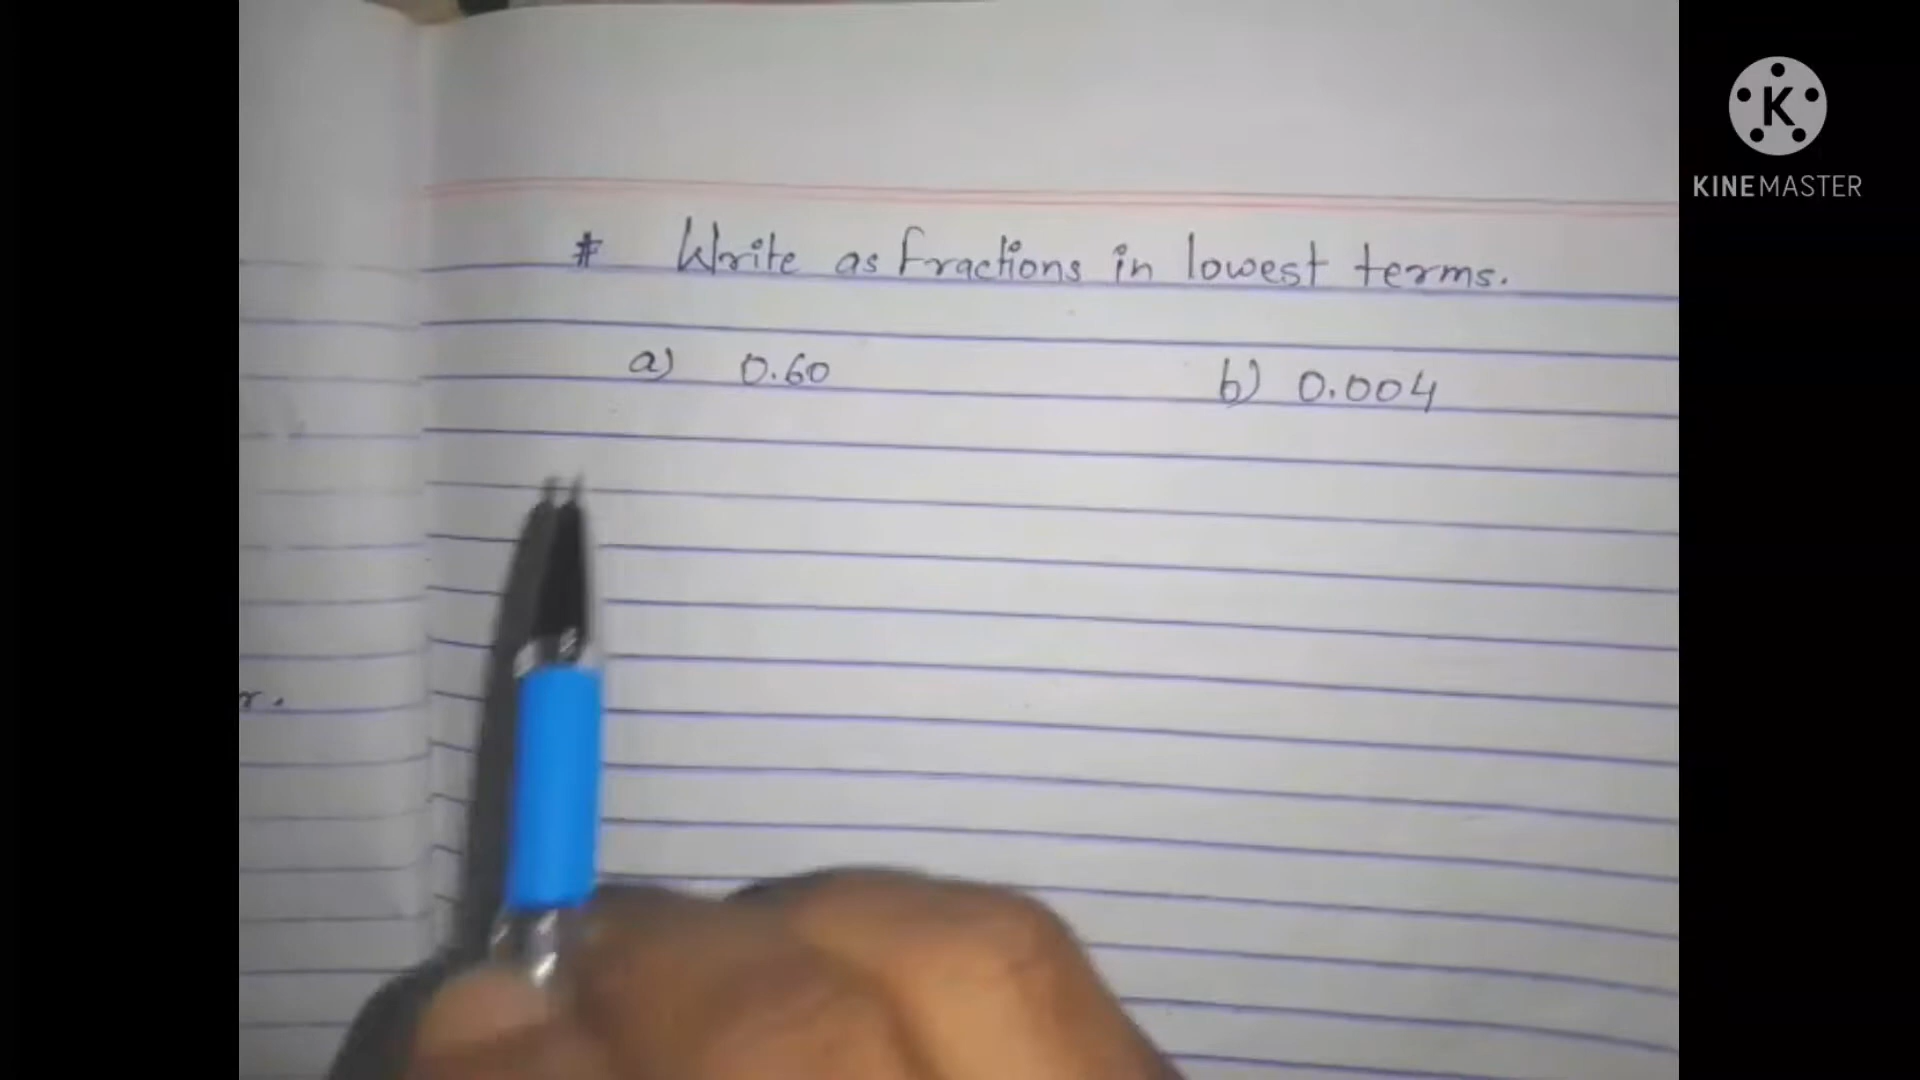 # Write as fractions in lowest terms.
a) 0.60 b) 0.004
r.
K
KINEMASTER